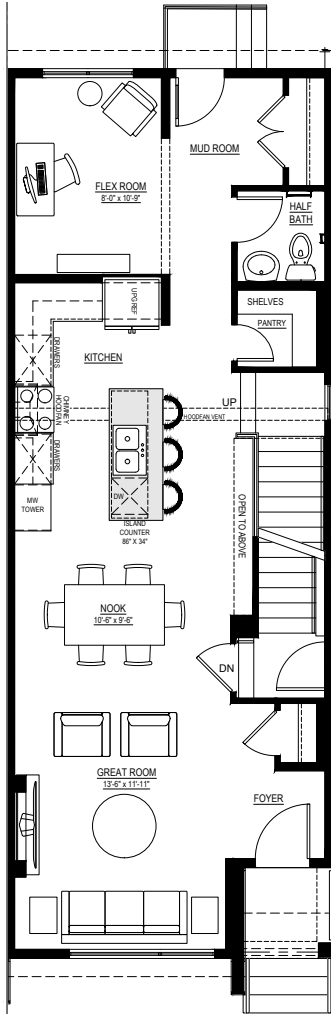 MUD ROOM
FLEX ROOM
8'-0" x 10'-9"
HALF
BATH
UPG REF
SHELVES
PANTRY
KITCHEN
DRAWERS
CHIMNEY
HOODFAN
DRAWERS
UP
HOODFAN VENT
MW
TOWER
DW
ISLAND
COUNTER
86" X 34"
OPEN TO ABOVE
NOOK
10'-6" x 9'-6"
DN
GREAT ROOM
13'-6" x 11'-11"
FOYER